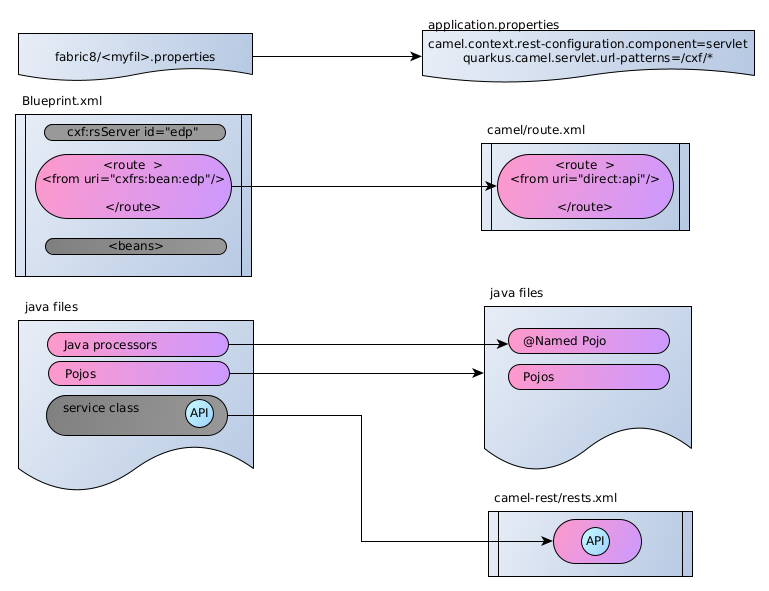 application.properties
fabric8/<myfil>.properties
camel.context.rest-configuration.component=servlet
quarkus.camel.servlet.url-patterns=/cxf/*
Blueprint.xml
cxf:rsServer id="edp"
<route  >
<from uri="cxfrs:bean:edp"/>
</route>
<beans>
camel/route.xml
<route  >
<from uri="direct:api"/>
</route>
java files
Java processors
Pojos
service class
API
java files
@Named Pojo
Pojos
camel-rest/rests.xml
API